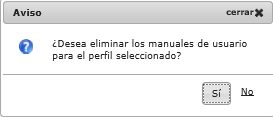 Aviso cerrar
¿Desea eliminar los manuales de usuario
para el perfil seleccionado?
Sí No